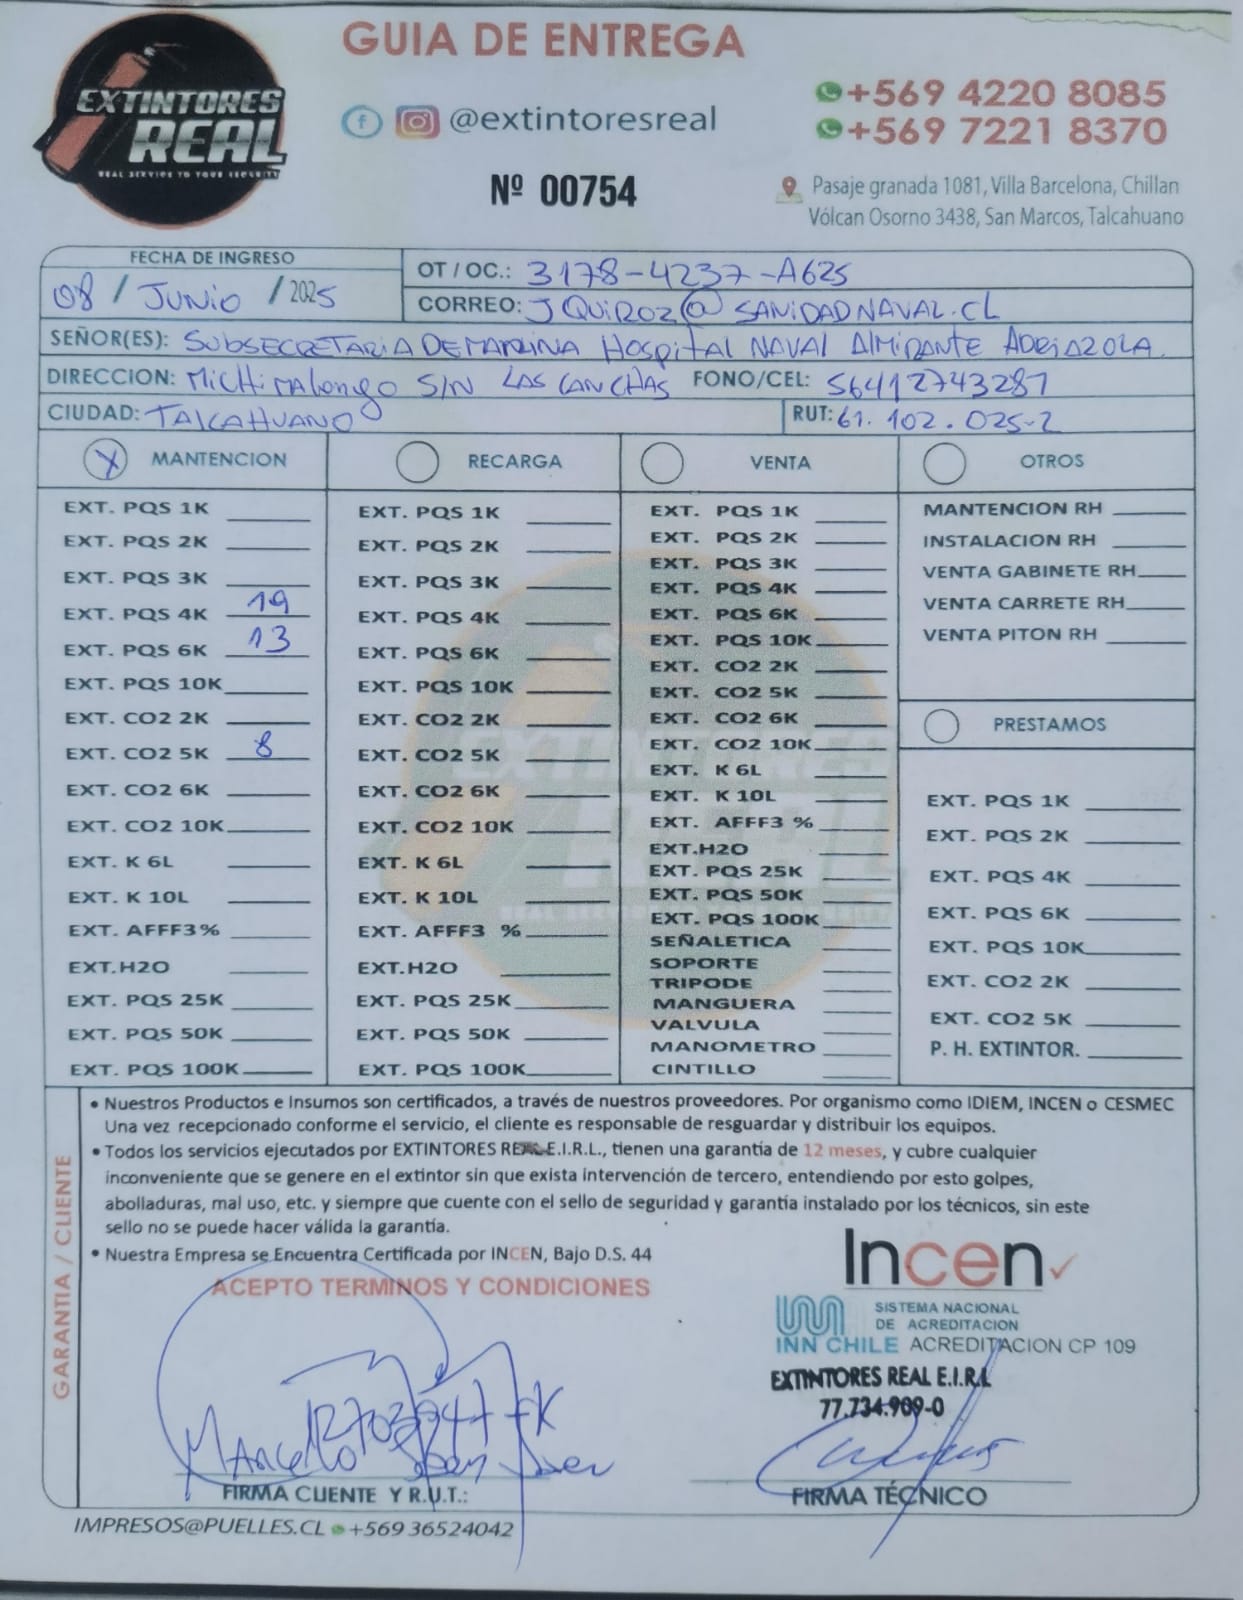 GUIA DE ENTREGA
EXTINTORES
REAL
REAL SERVICE TO YOUR SECURITY
@extintoresreal
+569 4220 8085
+569 7221 8370
Nº 00754
Pasaje granada 1081, Villa Barcelona, Chillan
Vólcan Osorno 3438, San Marcos, Talcahuano
FECHA DE INGRESO
08 / JUNIO / 2025
OT / OC.: 3178-4237-A625
CORREO: JQUIROZ@SANIDADNAVAL.CL
SEÑOR(ES): SUBSECRETARIA DE MARINA HOSPITAL NAVAL ALMIRANTE ADRIAZOLA
DIRECCION: MICHIMALONGO S/N LAS CANCHAS FONO/CEL: 56412743281
CIUDAD: TALCAHUANO RUT: 61.102.025-2
X MANTENCION
EXT. PQS 1K
EXT. PQS 2K
EXT. PQS 3K
EXT. PQS 4K 19
EXT. PQS 6K 13
EXT. PQS 10K
EXT. CO2 2K
EXT. CO2 5K 8
EXT. CO2 6K
EXT. CO2 10K
EXT. K 6L
EXT. K 10L
EXT. AFFF3%
EXT.H2O
EXT. PQS 25K
EXT. PQS 50K
EXT. PQS 100K
RECARGA
EXT. PQS 1K
EXT. PQS 2K
EXT. PQS 3K
EXT. PQS 4K
EXT. PQS 6K
EXT. PQS 10K
EXT. CO2 2K
EXT. CO2 5K
EXT. CO2 6K
EXT. CO2 10K
EXT. K 6L
EXT. K 10L
EXT. AFFF3 %
EXT.H2O
EXT. PQS 25K
EXT. PQS 50K
EXT. PQS 100K
VENTA
EXT. PQS 1K
EXT. PQS 2K
EXT. PQS 3K
EXT. PQS 4K
EXT. PQS 6K
EXT. PQS 10K
EXT. CO2 2K
EXT. CO2 5K
EXT. CO2 6K
EXT. CO2 10K
EXT. K 6L
EXT. K 10L
EXT. AFFF3 %
EXT.H2O
EXT. PQS 25K
EXT. PQS 50K
EXT. PQS 100K
SEÑALETICA
SOPORTE
TRIPODE
MANGUERA
VALVULA
MANOMETRO
CINTILLO
OTROS
MANTENCION RH
INSTALACION RH
VENTA GABINETE RH
VENTA CARRETE RH
VENTA PITON RH
PRESTAMOS
EXT. PQS 1K
EXT. PQS 2K
EXT. PQS 4K
EXT. PQS 6K
EXT. PQS 10K
EXT. CO2 2K
EXT. CO2 5K
P. H. EXTINTOR.
GARANTIA / CLIENTE
• Nuestros Productos e Insumos son certificados, a través de nuestros proveedores. Por organismo como IDIEM, INCEN o CESMEC
Una vez recepcionado conforme el servicio, el cliente es responsable de resguardar y distribuir los equipos.
• Todos los servicios ejecutados por EXTINTORES REAL E.I.R.L., tienen una garantía de 12 meses, y cubre cualquier
inconveniente que se genere en el extintor sin que exista intervención de tercero, entendiendo por esto golpes,
abolladuras, mal uso, etc. y siempre que cuente con el sello de seguridad y garantía instalado por los técnicos, sin este
sello no se puede hacer válida la garantía.
• Nuestra Empresa se Encuentra Certificada por INCEN, Bajo D.S. 44
ACEPTO TERMINOS Y CONDICIONES
Incen
SISTEMA NACIONAL
DE ACREDITACION
INN CHILE ACREDITACION CP 109
EXTINTORES REAL E.I.R.L
77.734.909-0
Marcelo
FIRMA CLIENTE Y R.U.T.:
FIRMA TÉCNICO
IMPRESOS@PUELLES.CL +569 36524042